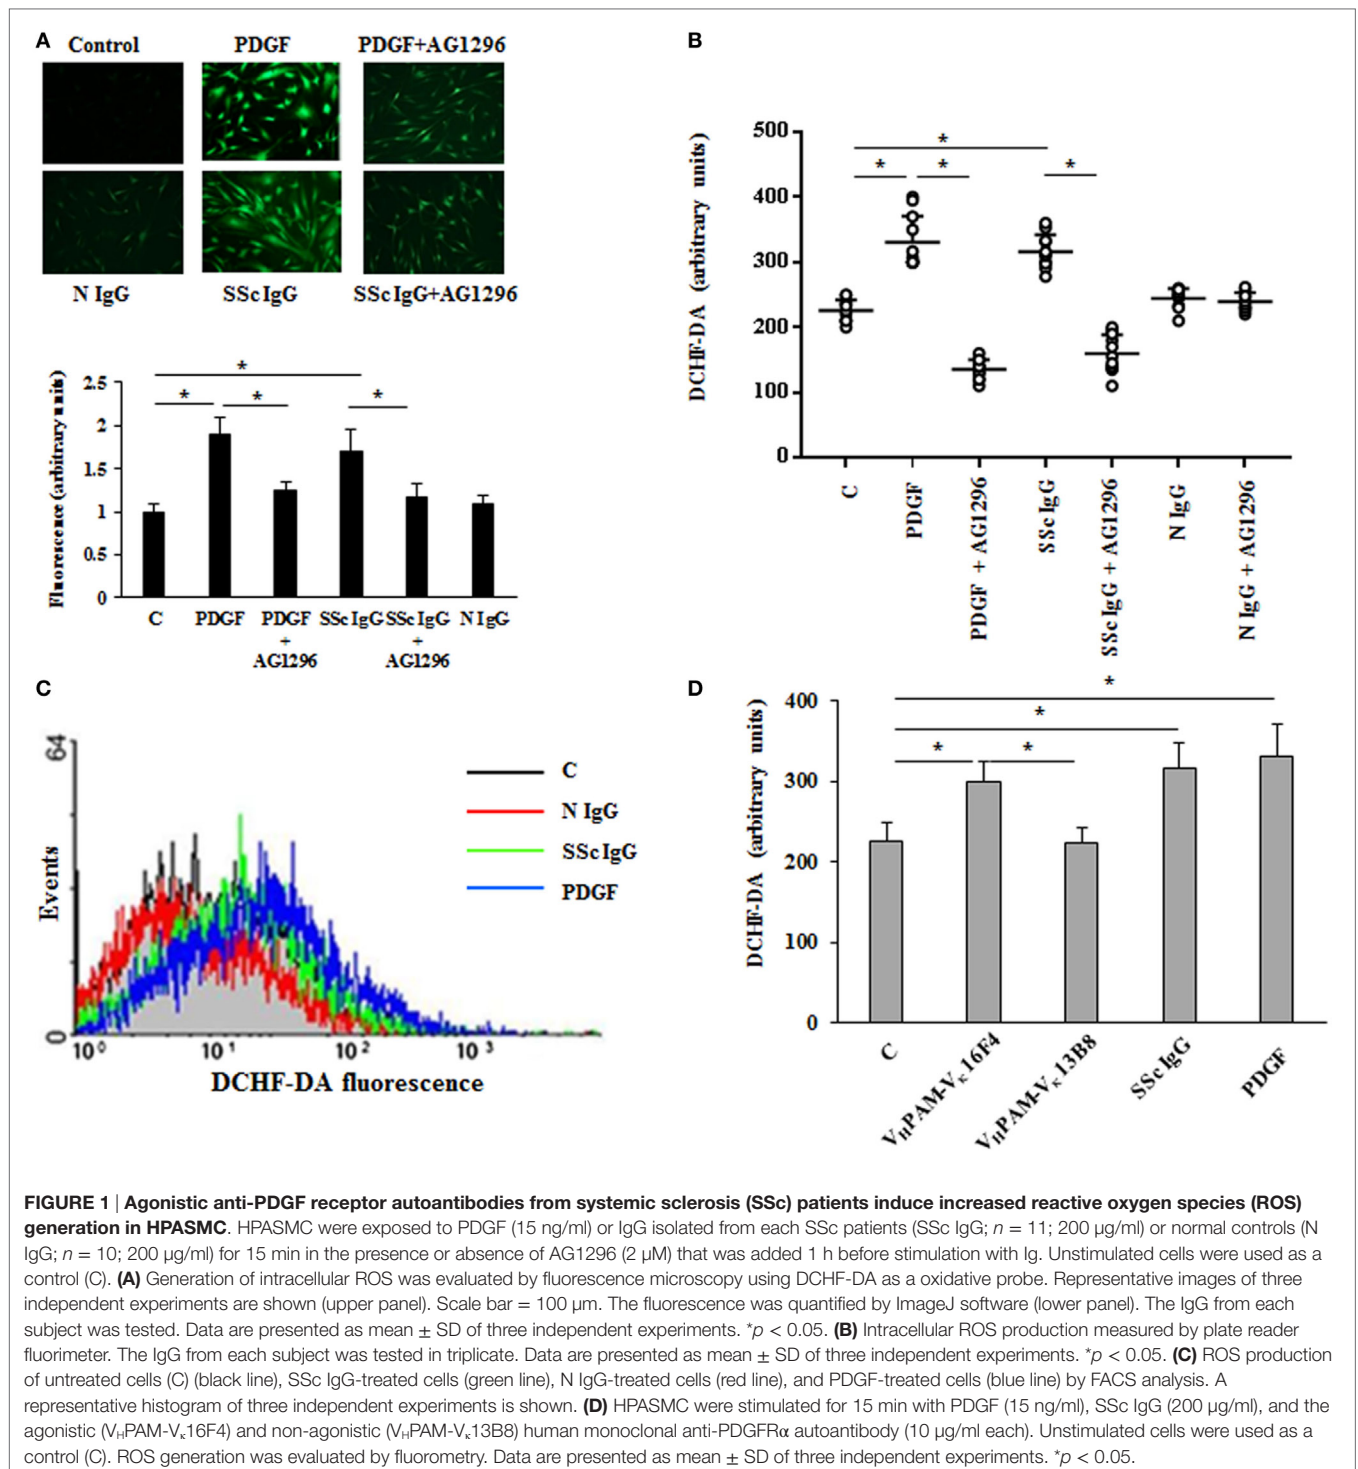 A
Control PDGF PDGF+AG1296
N IgG SSc IgG SSc IgG+AG1296
Fluorescence (arbitrary units)
2.5
2
1.5
1
0.5
0
*
*
*
*
C PDGF PDGF SSc IgG SSc IgG N IgG
+ +
AG1296 AG1296
B
DCHF-DA (arbitrary units)
500
400
300
200
100
0
*
*
*
*
C
PDGF
PDGF + AG1296
SSc IgG
SSc IgG + AG1296
N IgG
N IgG + AG1296
C
Events
64
0
C
N IgG
SSc IgG
PDGF
10⁰ 10¹ 10² 10³
DCHF-DA fluorescence
D
DCHF-DA (arbitrary units)
400
300
200
100
0
*
*
*
*
C
VHPAM-Vκ16F4
VHPAM-Vκ13B8
SSc IgG
PDGF
FIGURE 1 | Agonistic anti-PDGF receptor autoantibodies from systemic sclerosis (SSc) patients induce increased reactive oxygen species (ROS)
generation in HPASMC. HPASMC were exposed to PDGF (15 ng/ml) or IgG isolated from each SSc patients (SSc IgG; n = 11; 200 µg/ml) or normal controls (N
IgG; n = 10; 200 µg/ml) for 15 min in the presence or absence of AG1296 (2 µM) that was added 1 h before stimulation with Ig. Unstimulated cells were used as a
control (C). (A) Generation of intracellular ROS was evaluated by fluorescence microscopy using DCHF-DA as a oxidative probe. Representative images of three
independent experiments are shown (upper panel). Scale bar = 100 µm. The fluorescence was quantified by ImageJ software (lower panel). The IgG from each
subject was tested. Data are presented as mean ± SD of three independent experiments. *p < 0.05. (B) Intracellular ROS production measured by plate reader
fluorimeter. The IgG from each subject was tested in triplicate. Data are presented as mean ± SD of three independent experiments. *p < 0.05. (C) ROS production
of untreated cells (C) (black line), SSc IgG-treated cells (green line), N IgG-treated cells (red line), and PDGF-treated cells (blue line) by FACS analysis. A
representative histogram of three independent experiments is shown. (D) HPASMC were stimulated for 15 min with PDGF (15 ng/ml), SSc IgG (200 µg/ml), and the
agonistic (VHPAM-Vκ16F4) and non-agonistic (VHPAM-Vκ13B8) human monoclonal anti-PDGFRα autoantibody (10 µg/ml each). Unstimulated cells were used as a
control (C). ROS generation was evaluated by fluorometry. Data are presented as mean ± SD of three independent experiments. *p < 0.05.